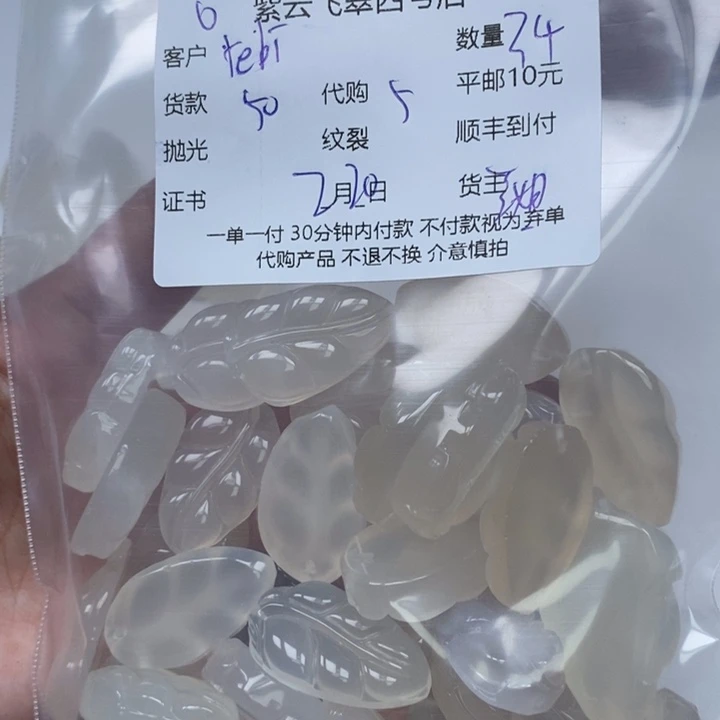 6
紫云飞翠四号店
客户 tebi 数量 34
货款 50 代购 5 平邮10元
抛光 纹裂 顺丰到付
证书 2月20日 货主
一单一付 30分钟内付款 不付款视为弃单
代购产品 不退不换 介意慎拍